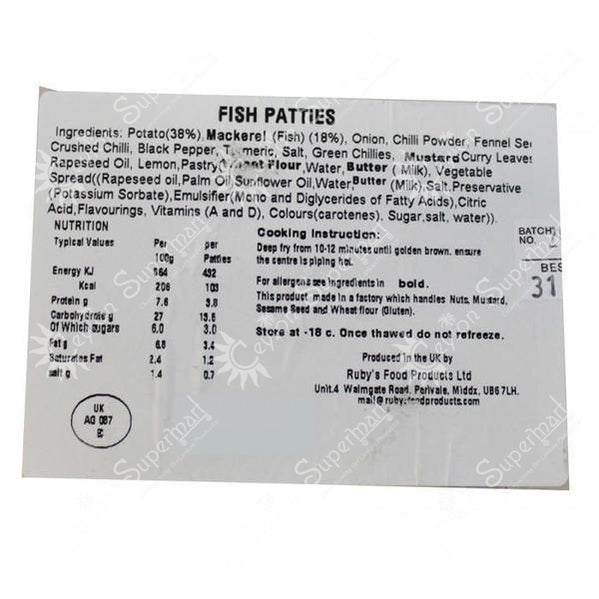 FISH PATTIES
Ingredients: Potato(38%), Mackerel (Fish) (18%), Onion, Chilli Powder, Fennel See
Crushed Chilli, Black Pepper, Turmeric, Salt, Green Chillies, Mustard Curry Leaves
Rapeseed Oil, Lemon,Pastry(Wheat Flour,Water, Butter ( Milk), Vegetable
Spread((Rapeseed oil,Palm Oil Sunflower Oil,Water,Butter (Milk),Salt.Preservative
(Potassium Sorbate),Emulsifier(Mono and Diglycerides of Fatty Acids),Citric
Acid,Flavourings, Vitamins (A and D), Colours(carotenes). Sugar,salt, water)).
NUTRITION
Typical Values Per 100g per Patties
Energy KJ 864 432
Kcal 206 103
Protein g 7.6 3.8
Carbohydrate g 27 13.6
Of Which sugars 6.0 3.0
Fat g 6.8 3.4
Saturates Fat 2.4 1.2
salt g 1.4 0.7
Cooking Instruction:
Deep fry from 10-12 minutes until golden brown, ensure
the centre is piping hot.
For allergens see ingredients in bold.
This product made in a factory which handles Nuts, Mustard,
Sesame Seed and Wheat flour (Gluten).
Store at -18 c. Once thawed do not refreeze.
Produced in the UK by
Ruby's Food Products Ltd
Unit.4 Walmgate Road, Perivale, Middx, UB6 7LH.
mail@rubysfoodproducts.com
BATCH
NO.
BES
31
UK
AG 087
EC
Ceylon Supermart